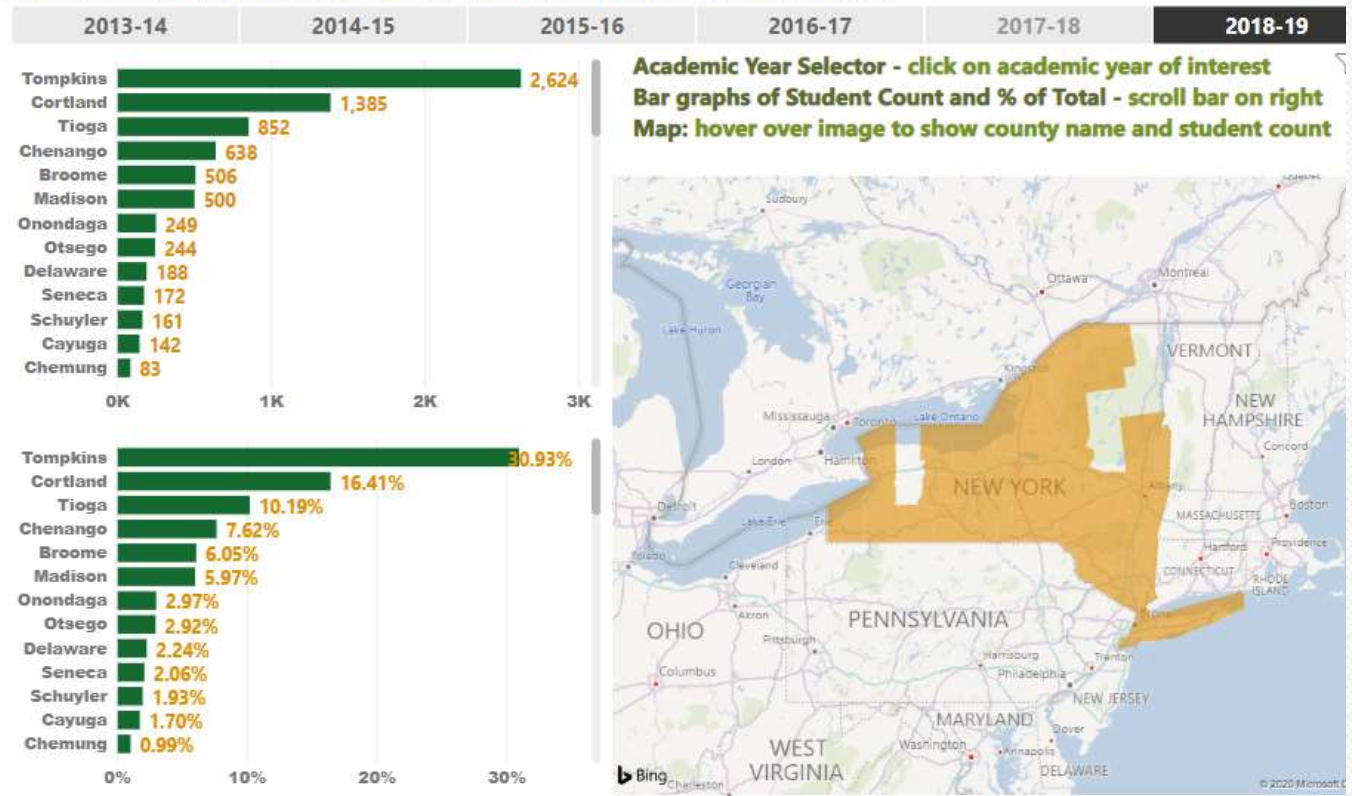 2013-14
2014-15
2015-16
2016-17
2017-18
2018-19
Academic Year Selector - click on academic year of interest
Bar graphs of Student Count and % of Total - scroll bar on right
Map: hover over image to show county name and student count
Tompkins 2,624
Cortland 1,385
Tioga 852
Chenango 638
Broome 506
Madison 500
Onondaga 249
Otsego 244
Delaware 188
Seneca 172
Schuyler 161
Cayuga 142
Chemung 83
0K 1K 2K 3K
Tompkins 30.93%
Cortland 16.41%
Tioga 10.19%
Chenango 7.62%
Broome 6.05%
Madison 5.97%
Onondaga 2.97%
Otsego 2.92%
Delaware 2.24%
Seneca 2.06%
Schuyler 1.93%
Cayuga 1.70%
Chemung 0.99%
0% 10% 20% 30%
Sudbury
Ottawa
Montreal
Georgian
Bay
Lake Huron
VERMONT
NEW
HAMPSHIRE
Mississauga
Toronto
Lake Ontario
Concord
London
Hamilton
NEW YORK
Albany
Boston
MASSACHUSETTS
Detroit
Lake Erie
Erie
Hartford
Providence
Toledo
Cleveland
CONNECTICUT
RHODE
ISLAND
Akron
PENNSYLVANIA
OHIO
Pittsburgh
Harrisburg
Trenton
Columbus
Philadelphia
NEW JERSEY
MARYLAND
Dover
WEST
VIRGINIA
Washington
Annapolis
DELAWARE
Bing
Charleston
© 2020 Microsoft